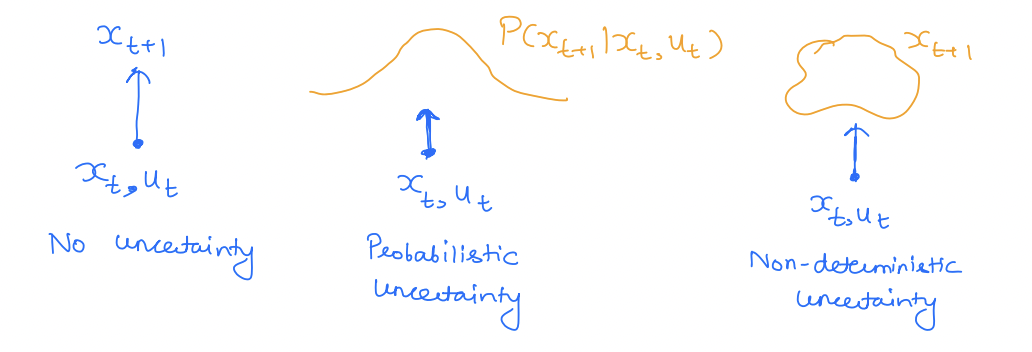 x_{t+1}
x_t, u_t
No uncertainty
P(x_{t+1}|x_t, u_t)
x_t, u_t
Probabilistic
uncertainty
x_{t+1}
x_t, u_t
Non-deterministic
uncertainty